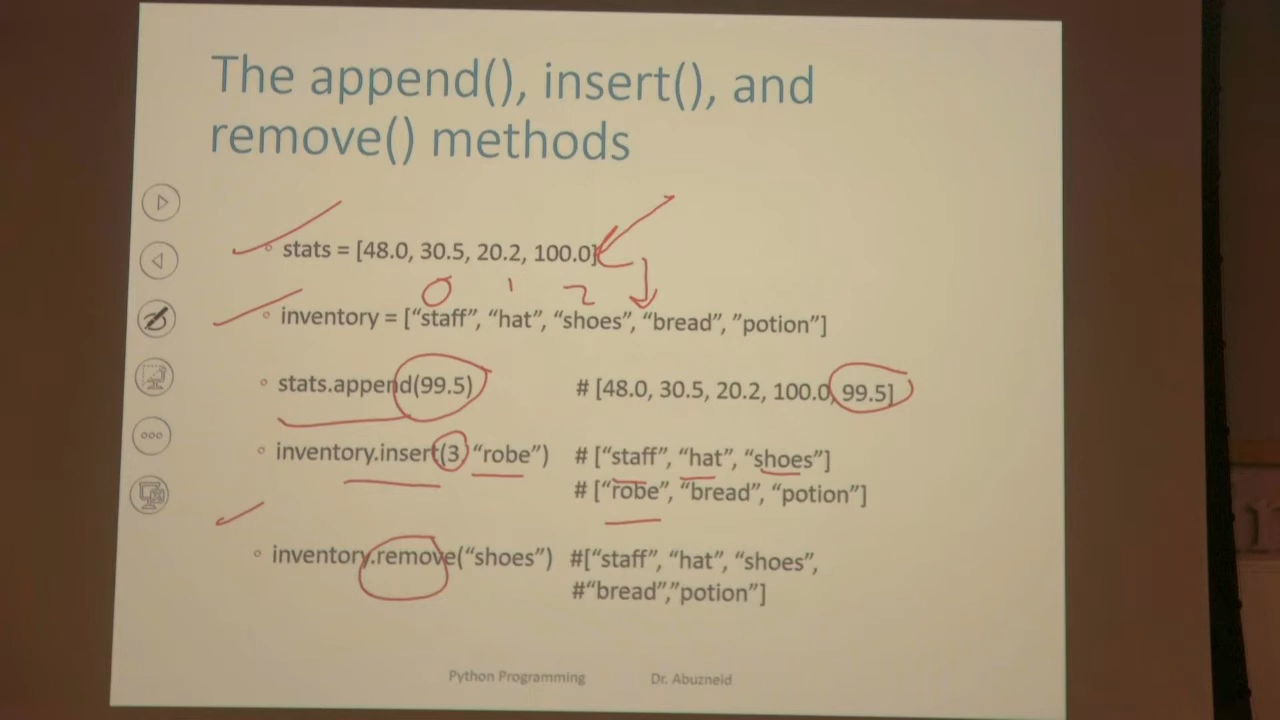 The append(), insert(), and
remove() methods
stats = [48.0, 30.5, 20.2, 100.0]
0 1 2
inventory = [“staff”, “hat”, “shoes”, “bread”, ”potion”]
stats.append(99.5) # [48.0, 30.5, 20.2, 100.0, 99.5]
inventory.insert(3, “robe”) # [“staff”, “hat”, “shoes”]
# [“robe”, “bread”, “potion”]
inventory.remove(“shoes”) #[“staff”, “hat”, “shoes”,
#“bread”,”potion”]
Python Programming Dr. Abuzneid